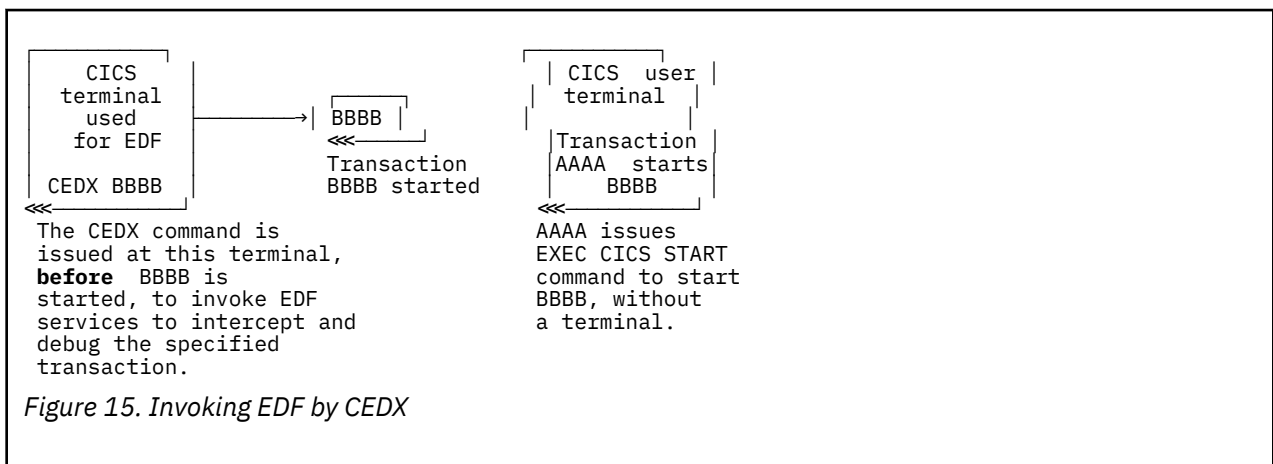 CICS
terminal
used
for EDF
CEDX BBBB
BBBB
<<<
Transaction
BBBB started
<<<
The CEDX command is
issued at this terminal,
before BBBB is
started, to invoke EDF
services to intercept and
debug the specified
transaction.
CICS user
terminal
Transaction
AAAA starts
BBBB
<<<
AAAA issues
EXEC CICS START
command to start
BBBB, without
a terminal.
Figure 15. Invoking EDF by CEDX